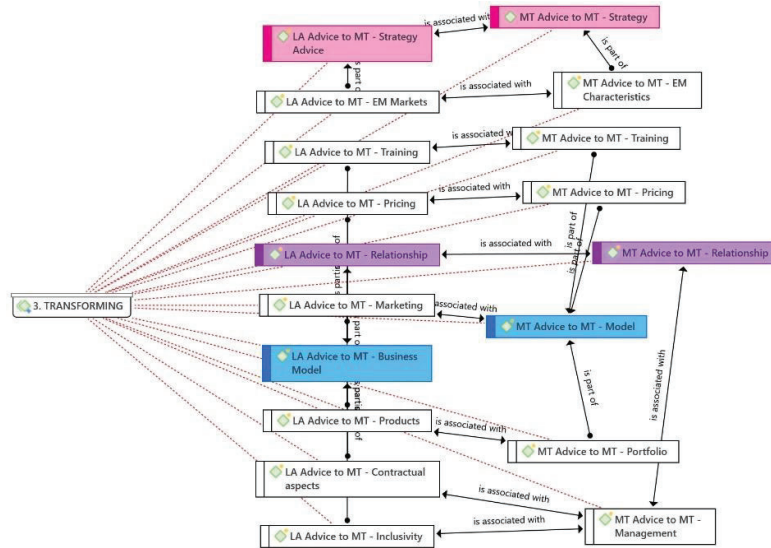 is associated with
MT Advice to MT - Strategy
LA Advice to MT - Strategy
Advice
is part of
is part of
LA Advice to MT - EM Markets
is associated with
MT Advice to MT - EM
Characteristics
LA Advice to MT - Training
is associated with
MT Advice to MT - Training
LA Advice to MT - Pricing
is associated with
MT Advice to MT - Pricing
is part of
is part of
LA Advice to MT - Relationship
is associated with
MT Advice to MT - Relationship
3. TRANSFORMING
LA Advice to MT - Marketing
is associated with
MT Advice to MT - Model
LA Advice to MT - Business
Model
is part of
is associated with
LA Advice to MT - Products
is associated with
MT Advice to MT - Portfolio
LA Advice to MT - Contractual
aspects
is associated with
MT Advice to MT -
Management
LA Advice to MT - Inclusivity
is associated with